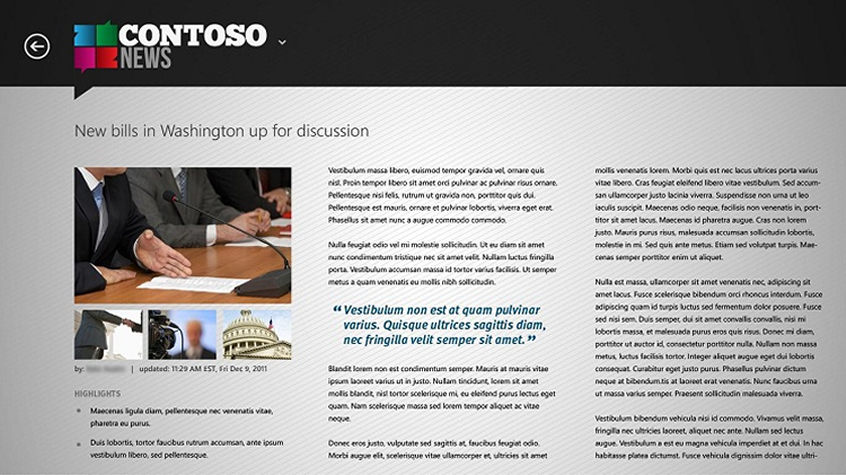 CONTOSO
NEWS
New bills in Washington up for discussion
by:
| updated: 11:29 AM EST, Fri Dec 9, 2011
HIGHLIGHTS
Maecenas ligula diam, pellentesque nec venenatis vitae,
pharetra eu purus.
Duis lobortis, tortor faucibus rutrum accumsan, ante ipsum
vestibulum libero, sed pellentesque.
Vestibulum massa libero, euismod tempor gravida vel, ornare quis
nisl. Proin tempor libero sit amet orci pulvinar ac pulvinar risus ornare.
Pellentesque nisi felis, rutrum ut gravida non, porttitor quis dui.
Pellentesque est mauris, ornare et pulvinar lobortis, viverra eget erat.
Phasellus sit amet nunc a augue commodo commodo.
Nulla feugiat odio vel mi molestie sollicitudin. Ut eu diam sit amet
nunc condimentum tristique nec sit amet velit. Nullam luctus fringilla
porta. Vestibulum accumsan massa id tortor varius facilisis. Ut semper
metus a quam venenatis eu mollis nibh sollicitudin.
“Vestibulum non est at quam pulvinar
varius. Quisque ultrices sagittis diam,
nec fringilla velit semper sit amet.”
Blandit lorem non est condimentum semper. Mauris at mauris vitae
ipsum laoreet varius ut in justo. Nullam tincidunt, lorem sit amet
mollis blandit, nisl tortor scelerisque mi, eu eleifend purus lectus eget
quam. Nam scelerisque massa sed lorem tempor aliquet ac vitae
neque.
Donec eros justo, vulputate sed sagittis at, faucibus feugiat odio.
Morbi augue elit, scelerisque vitae ullamcorper et, ultricies sit amet
mollis venenatis lorem. Morbi quis est nec lacus ultrices porta varius
vitae libero. Cras feugiat eleifend libero vitae vestibulum. Sed accum-
san ullamcorper justo lacinia viverra. Suspendisse non urna ut leo
iaculis suscipit. Maecenas odio neque, facilisis non venenatis in, port-
titor sit amet lacus. Maecenas id pharetra augue. Cras non lorem
justo. Mauris purus risus, malesuada accumsan sollicitudin lobortis,
molestie in mi. Sed quis ante metus. Etiam sed volutpat turpis. Mae-
cenas semper porttitor enim ut aliquet.
Nulla est massa, ullamcorper sit amet venenatis nec, adipiscing sit
amet lacus. Fusce scelerisque bibendum orci rhoncus interdum. Fusce
adipiscing quam id turpis luctus sed fermentum dolor posuere. Fusce
sed nisi sem. Duis semper, dui sit amet convallis convallis, nisi mi
lobortis massa, et malesuada purus eros quis risus. Donec mi diam,
porttitor ut auctor id, consectetur porttitor nulla. Nullam non massa
metus, luctus facilisis tortor. Integer aliquet augue eget dui lobortis
consequat. Curabitur eget justo purus. Phasellus pulvinar dictum
neque at bibendum.tis at laoreet erat venenatis. Nunc faucibus urna
ut massa varius semper. Praesent sollicitudin malesuada viverra.
Vestibulum bibendum vehicula nisi id commodo. Vivamus velit massa,
fringilla nec ultricies laoreet, aliquet nec ante. Nullam sed lectus
augue. Vestibulum a est eu magna vehicula imperdiet at et dui. In hac
habitasse platea dictumst. Fusce vehicula dignissim dolor vitae ultri-